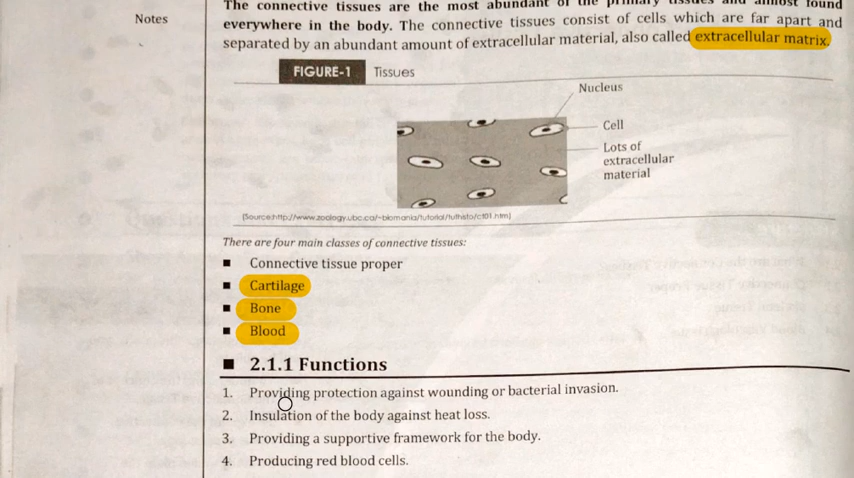 Notes
The connective tissues are the most abundant of the primary tissues and almost found
everywhere in the body. The connective tissues consist of cells which are far apart and
separated by an abundant amount of extracellular material, also called extracellular matrix.
FIGURE-1 Tissues
Nucleus
Cell
Lots of
extracellular
material
[Source:http://www.zoology.ubc.ca/~biomania/tutorial/tuthisto/ct01.htm]
There are four main classes of connective tissues:
■ Connective tissue proper
■ Cartilage
■ Bone
■ Blood
■ 2.1.1 Functions
1. Providing protection against wounding or bacterial invasion.
2. Insulation of the body against heat loss.
3. Providing a supportive framework for the body.
4. Producing red blood cells.